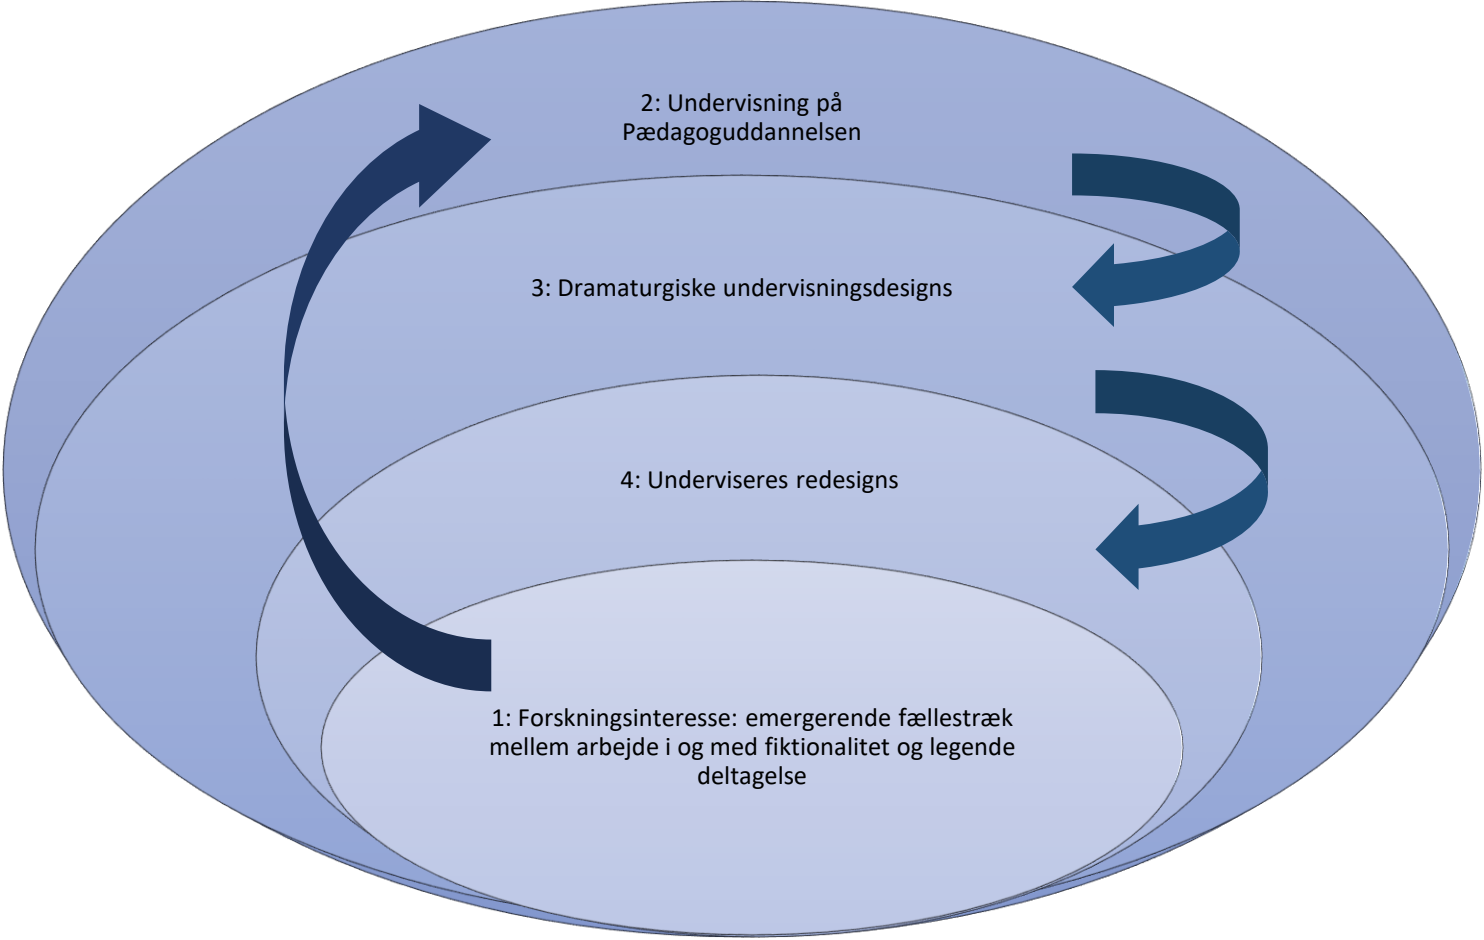 2: Undervisning på
Pædagoguddannelsen
3: Dramaturgiske undervisningsdesigns
4: Underviseres redesigns
1: Forskningsinteresse: emergerende fællestræk
mellem arbejde i og med fiktionalitet og legende
deltagelse